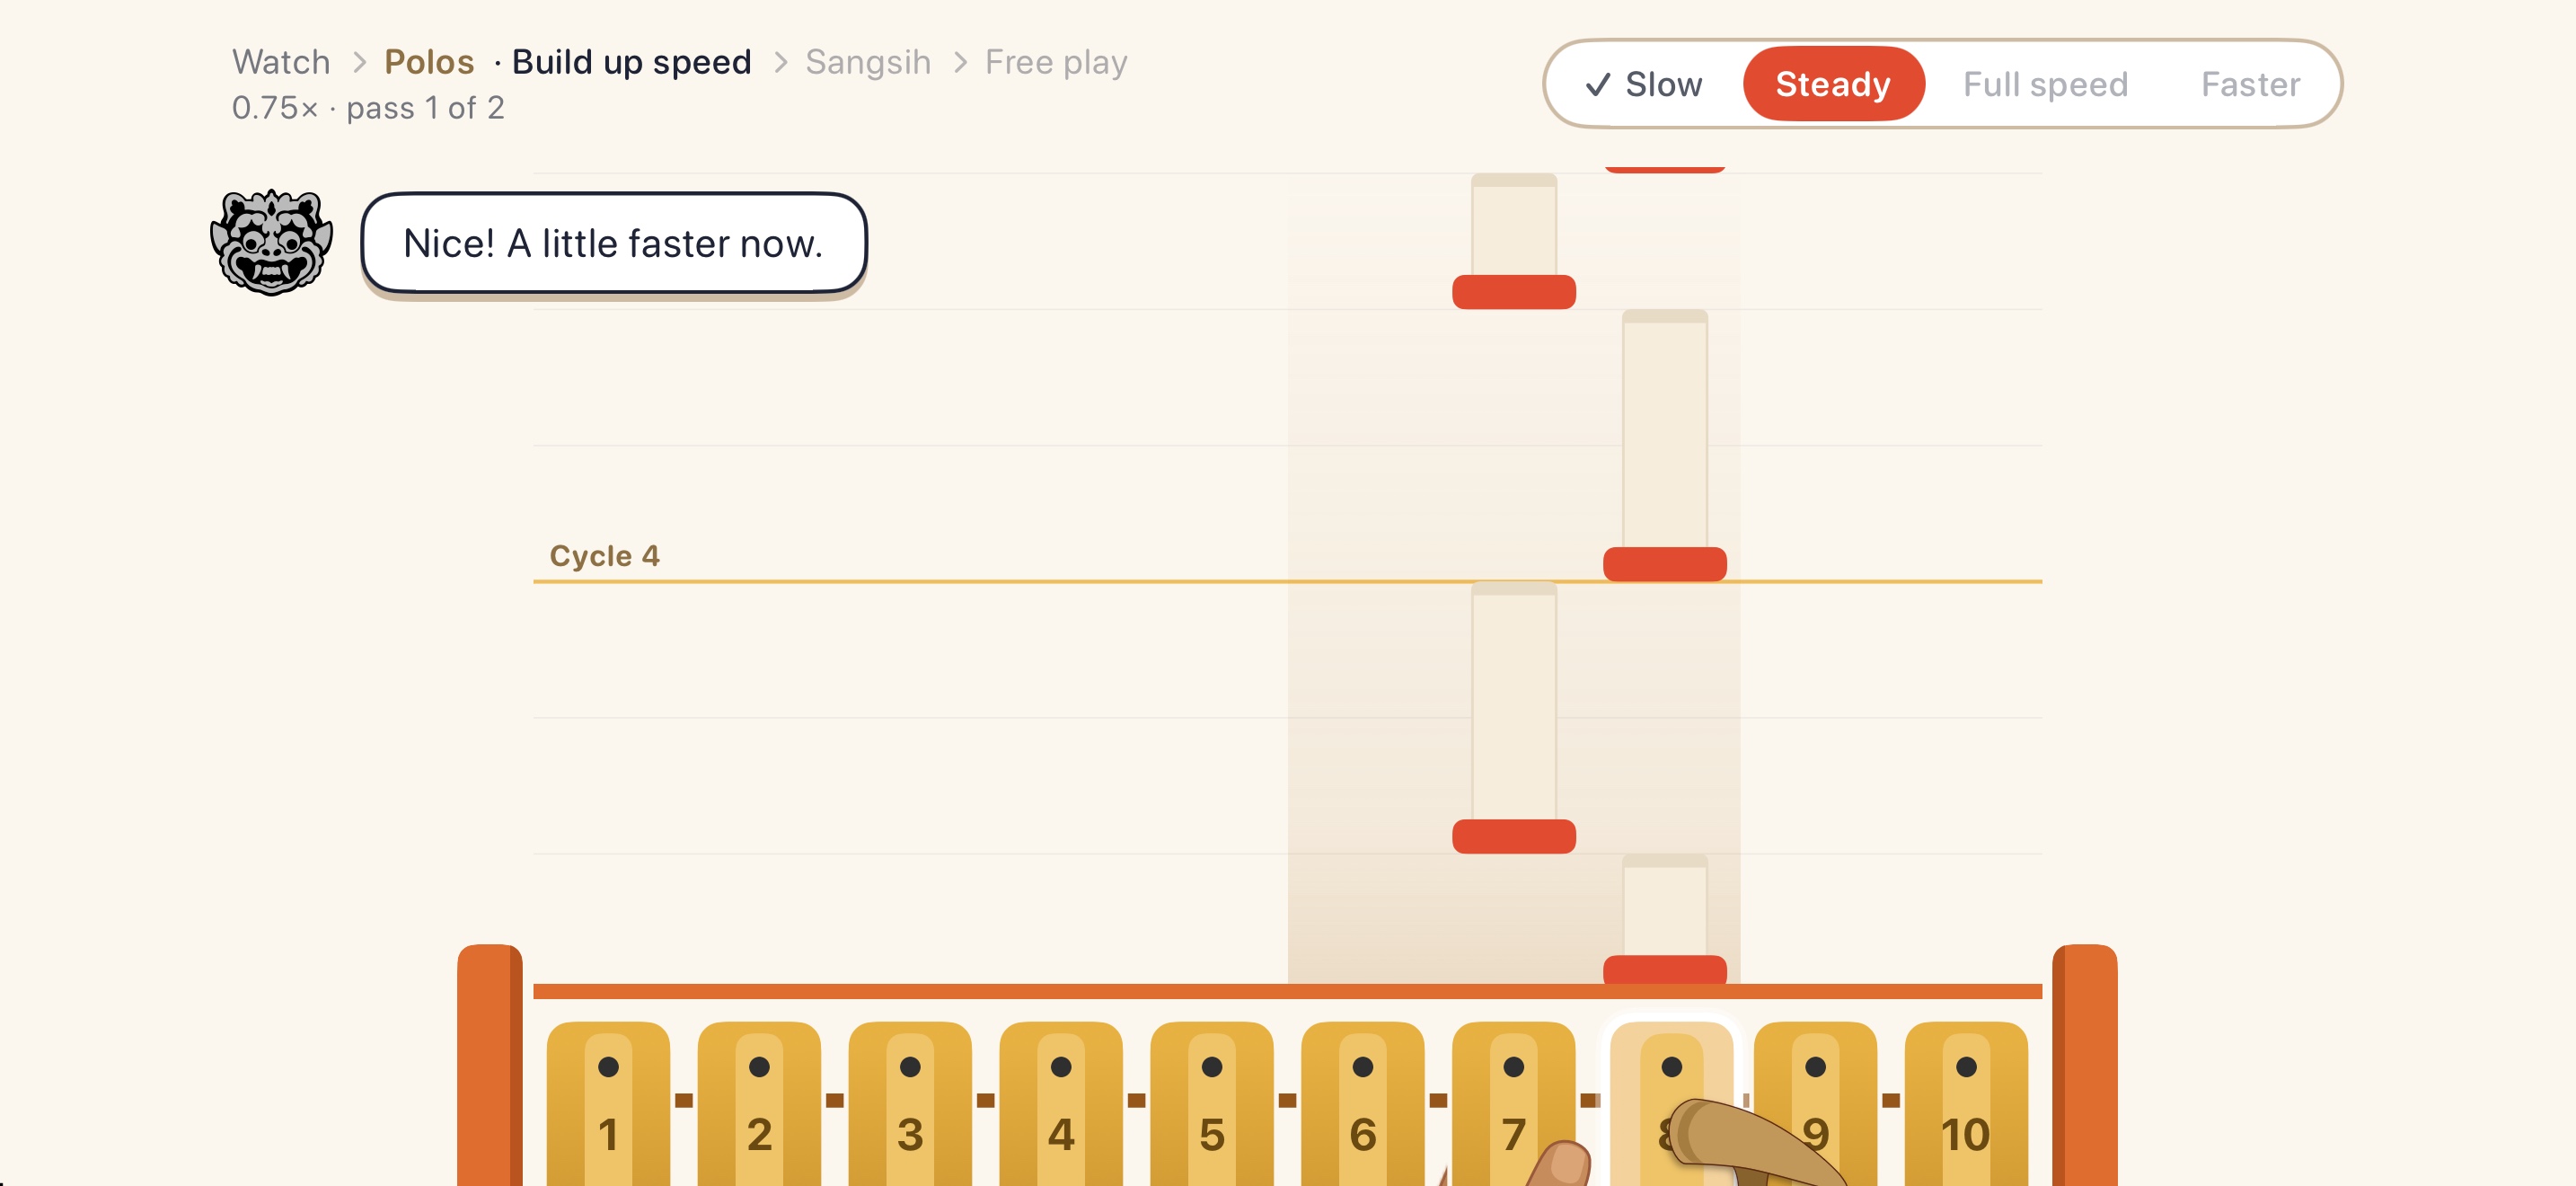 Watch > Polos · Build up speed > Sangsih > Free play
0.75× · pass 1 of 2
✓ Slow Steady Full speed Faster
Nice! A little faster now.
Cycle 4
1 2 3 4 5 6 7 8 9 10